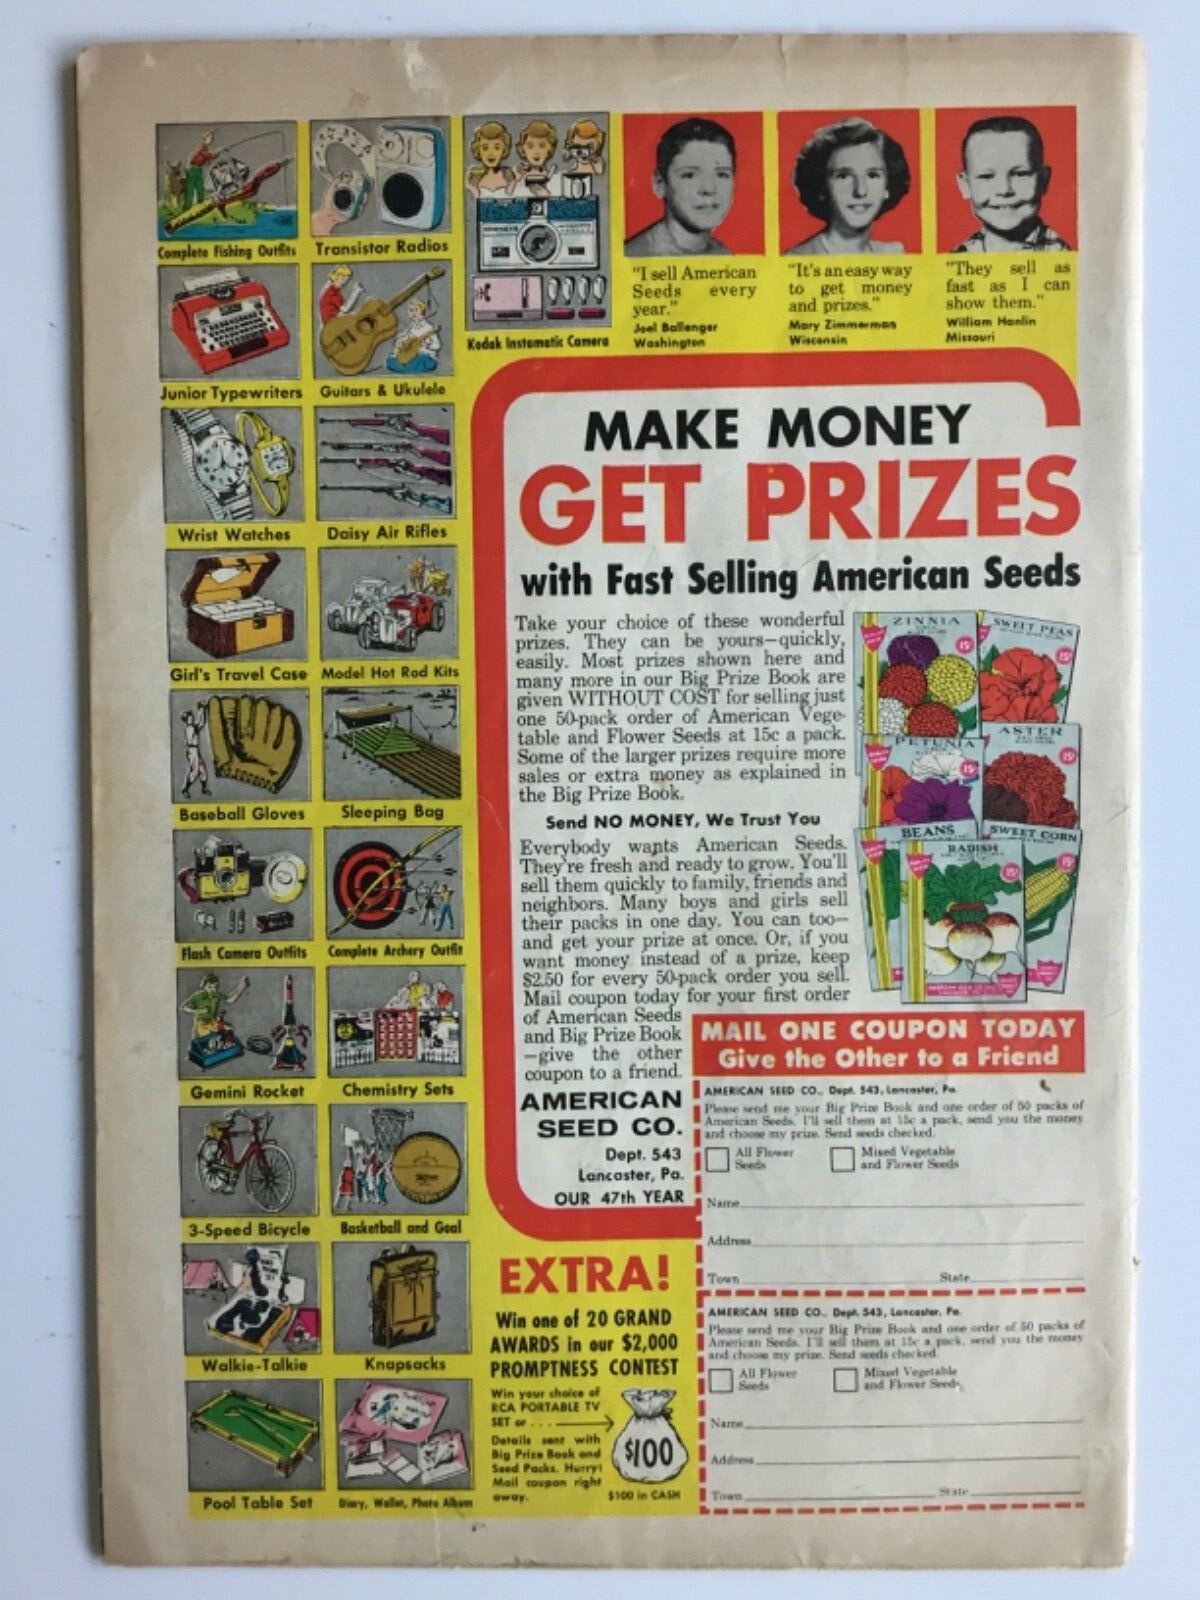 Complete Fishing Outfits
Transistor Radios
Junior Typewriters
Guitars & Ukulele
Kodak Instamatic Camera
Wrist Watches
Daisy Air Rifles
Girl's Travel Case
Model Hot Rod Kits
Baseball Gloves
Sleeping Bag
Flash Camera Outfits
Complete Archery Outfit
Gemini Rocket
Chemistry Sets
3-Speed Bicycle
Basketball and Goal
Walkie-Talkie
Knapsacks
Pool Table Set
Diary, Wallet, Photo Album
"I sell American
Seeds every
year."
Joel Ballenger
Washington
"It's an easy way
to get money
and prizes."
Mary Zimmerman
Wisconsin
"They sell as
fast as I can
show them."
William Hanlin
Missouri
MAKE MONEY
GET PRIZES
with Fast Selling American Seeds
Take your choice of these wonderful
prizes. They can be yours—quickly,
easily. Most prizes shown here and
many more in our Big Prize Book are
given WITHOUT COST for selling just
one 50-pack order of American Vege-
table and Flower Seeds at 15c a pack.
Some of the larger prizes require more
sales or extra money as explained in
the Big Prize Book.
Send NO MONEY, We Trust You
Everybody wants American Seeds.
They're fresh and ready to grow. You'll
sell them quickly to family, friends and
neighbors. Many boys and girls sell
their packs in one day. You can too—
and get your prize at once. Or, if you
want money instead of a prize, keep
$2.50 for every 50-pack order you sell.
Mail coupon today for your first order
of American Seeds
and Big Prize Book
—give the other
coupon to a friend.
AMERICAN
SEED CO.
Dept. 543
Lancaster, Pa.
OUR 47th YEAR
ZINNIA
15¢
SWEET PEAS
15¢
PETUNIA
15¢
ASTER
15¢
BEANS
SWEET CORN
15¢
RADISH
15¢
MAIL ONE COUPON TODAY
Give the Other to a Friend
AMERICAN SEED CO., Dept. 543, Lancaster, Pa.
Please send me your Big Prize Book and one order of 50 packs of
American Seeds. I'll sell them at 15c a pack, send you the money
and choose my prize. Send seeds checked.
All Flower
Seeds
Mixed Vegetable
and Flower Seeds
Name
Address
Town State
AMERICAN SEED CO., Dept. 543, Lancaster, Pa.
Please send me your Big Prize Book and one order of 50 packs of
American Seeds. I'll sell them at 15c a pack, send you the money
and choose my prize. Send seeds checked.
All Flower
Seeds
Mixed Vegetable
and Flower Seeds
Name
Address
Town State
EXTRA!
Win one of 20 GRAND
AWARDS in our $2,000
PROMPTNESS CONTEST
Win your choice of
RCA PORTABLE TV
SET or . . .
Details sent with
Big Prize Book and
Seed Packs. Hurry!
Mail coupon right
away.
$100
$100 in CASH